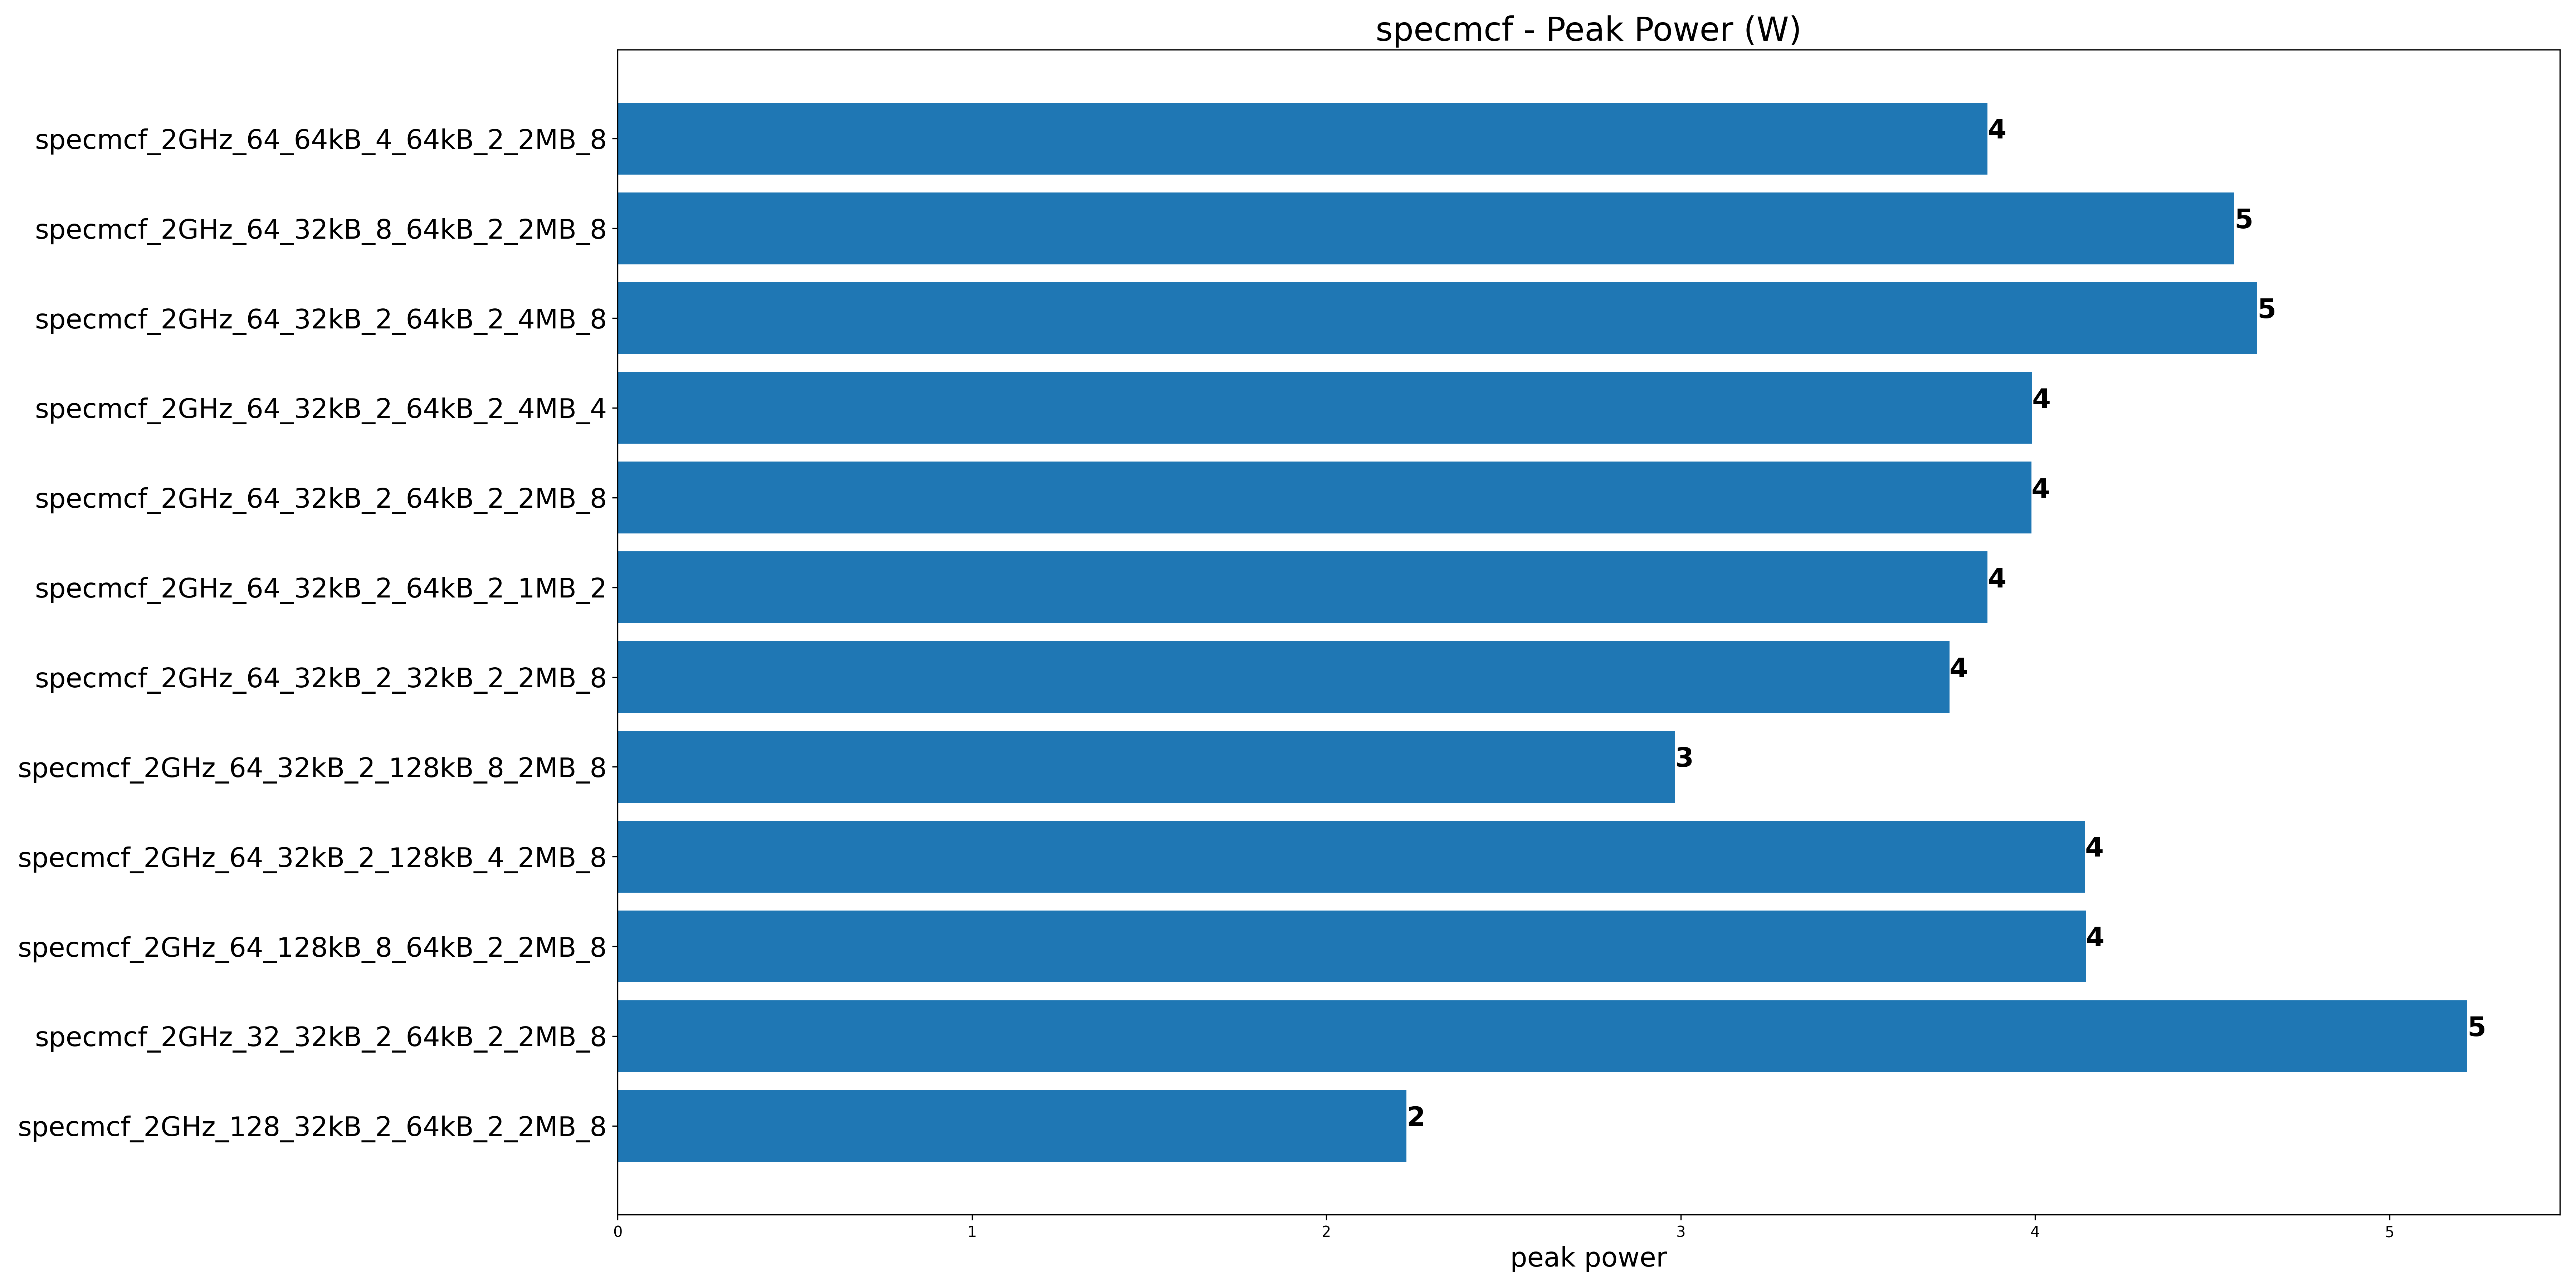 specmcf - Peak Power (W)
specmcf_2GHz_64_64kB_4_64kB_2_2MB_8
4
specmcf_2GHz_64_32kB_8_64kB_2_2MB_8
5
specmcf_2GHz_64_32kB_2_64kB_2_4MB_8
5
specmcf_2GHz_64_32kB_2_64kB_2_4MB_4
4
specmcf_2GHz_64_32kB_2_64kB_2_2MB_8
4
specmcf_2GHz_64_32kB_2_64kB_2_1MB_2
4
specmcf_2GHz_64_32kB_2_32kB_2_2MB_8
4
specmcf_2GHz_64_32kB_2_128kB_8_2MB_8
3
specmcf_2GHz_64_32kB_2_128kB_4_2MB_8
4
specmcf_2GHz_64_128kB_8_64kB_2_2MB_8
4
specmcf_2GHz_32_32kB_2_64kB_2_2MB_8
5
specmcf_2GHz_128_32kB_2_64kB_2_2MB_8
2
0 1 2 3 4 5
peak power